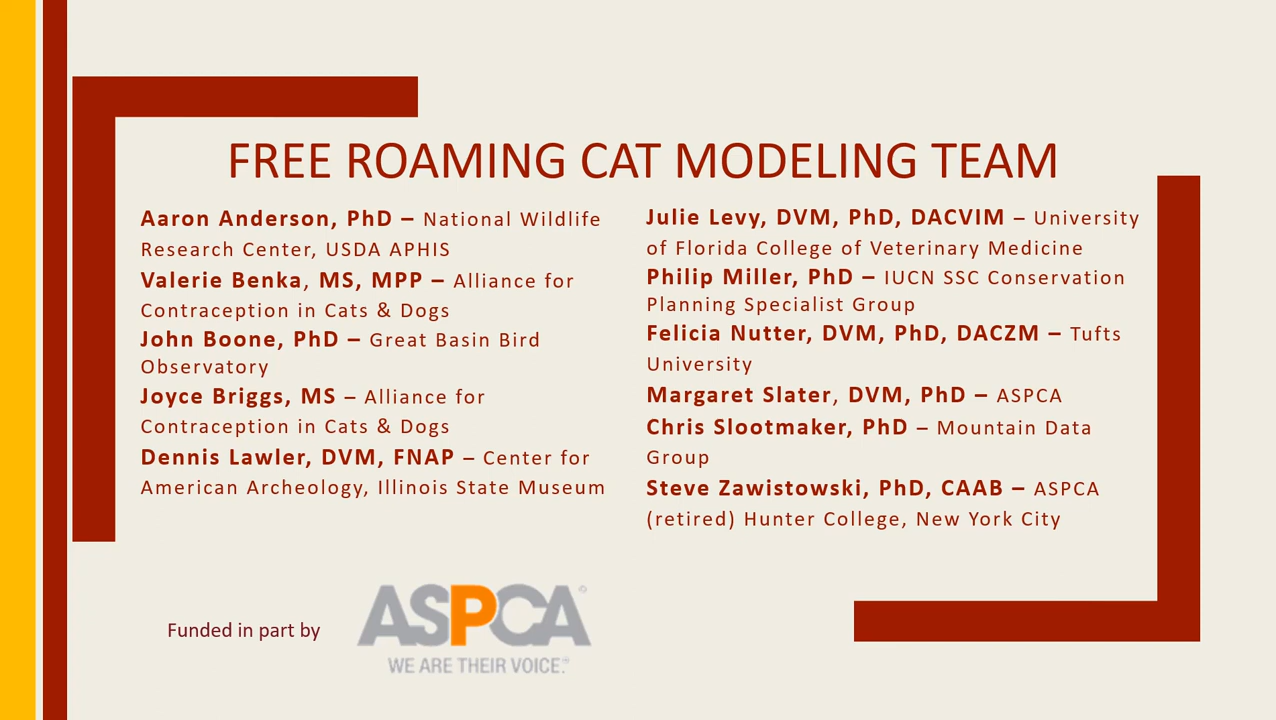 FREE ROAMING CAT MODELING TEAM
Aaron Anderson, PhD – National Wildlife
Research Center, USDA APHIS
Valerie Benka, MS, MPP – Alliance for
Contraception in Cats & Dogs
John Boone, PhD – Great Basin Bird
Observatory
Joyce Briggs, MS – Alliance for
Contraception in Cats & Dogs
Dennis Lawler, DVM, FNAP – Center for
American Archeology, Illinois State Museum
Julie Levy, DVM, PhD, DACVIM – University
of Florida College of Veterinary Medicine
Philip Miller, PhD – IUCN SSC Conservation
Planning Specialist Group
Felicia Nutter, DVM, PhD, DACZM – Tufts
University
Margaret Slater, DVM, PhD – ASPCA
Chris Slootmaker, PhD – Mountain Data
Group
Steve Zawistowski, PhD, CAAB – ASPCA
(retired) Hunter College, New York City
Funded in part by
ASPCA®
WE ARE THEIR VOICE.